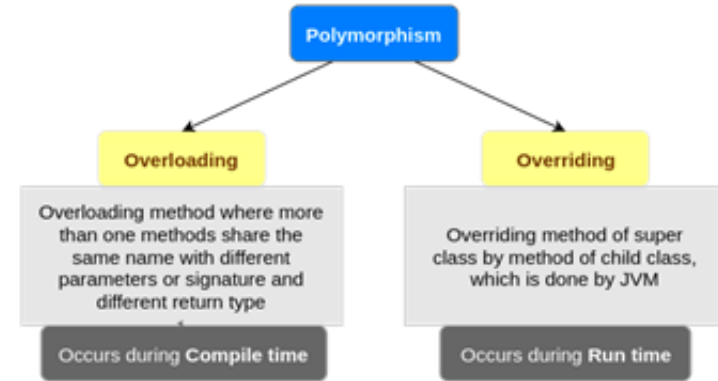 Polymorphism
Overloading
Overloading method where more
than one methods share the
same name with different
parameters or signature and
different return type
Occurs during Compile time
Overriding
Overriding method of super
class by method of child class,
which is done by JVM
Occurs during Run time